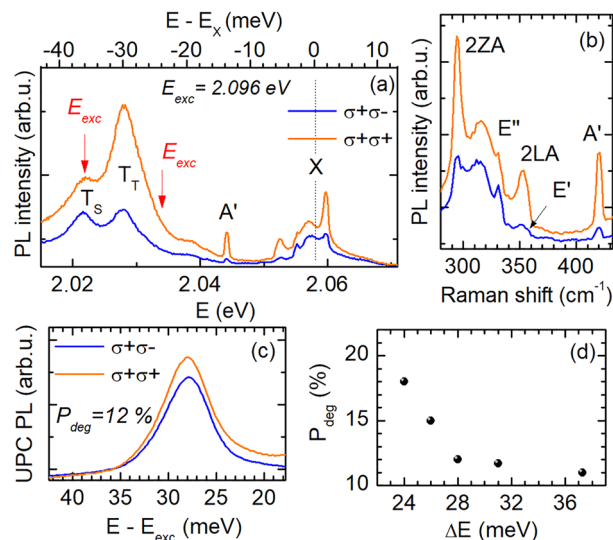 E - E_X (meV)
-40 -30 -20 -10 0 10
(a)
E_exc = 2.096 eV
σ+σ-
σ+σ+
E_exc
E_exc
X
T_S
T_T
A'
PL intensity (arb.u.)
2.02 2.04 2.06
E (eV)
(b)
2ZA
E''
2LA
A'
E'
PL intensity (arb.u.)
300 350 400
Raman shift (cm⁻¹)
(c)
σ+σ-
σ+σ+
P_deg=12 %
UPC PL (arb.u.)
40 35 30 25 20
E - E_exc (meV)
(d)
P_deg (%)
20
15
10
24 28 32 36
ΔE (meV)